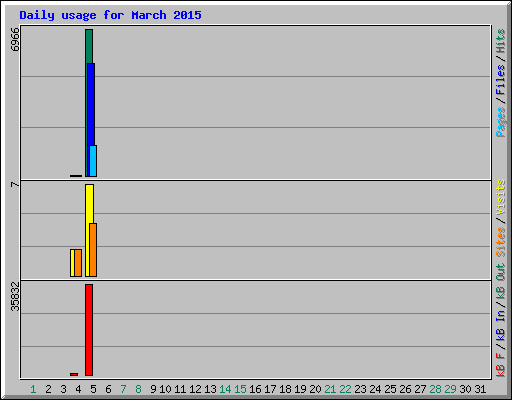 Daily usage for March 2015
6966
7
35832
Pages / Files / Hits
Sites / Visits
kB F / kB In / kB Out
1 2 3 4 5 6 7 8 9 10 11 12 13 14 15 16 17 18 19 20 21 22 23 24 25 26 27 28 29 30 31